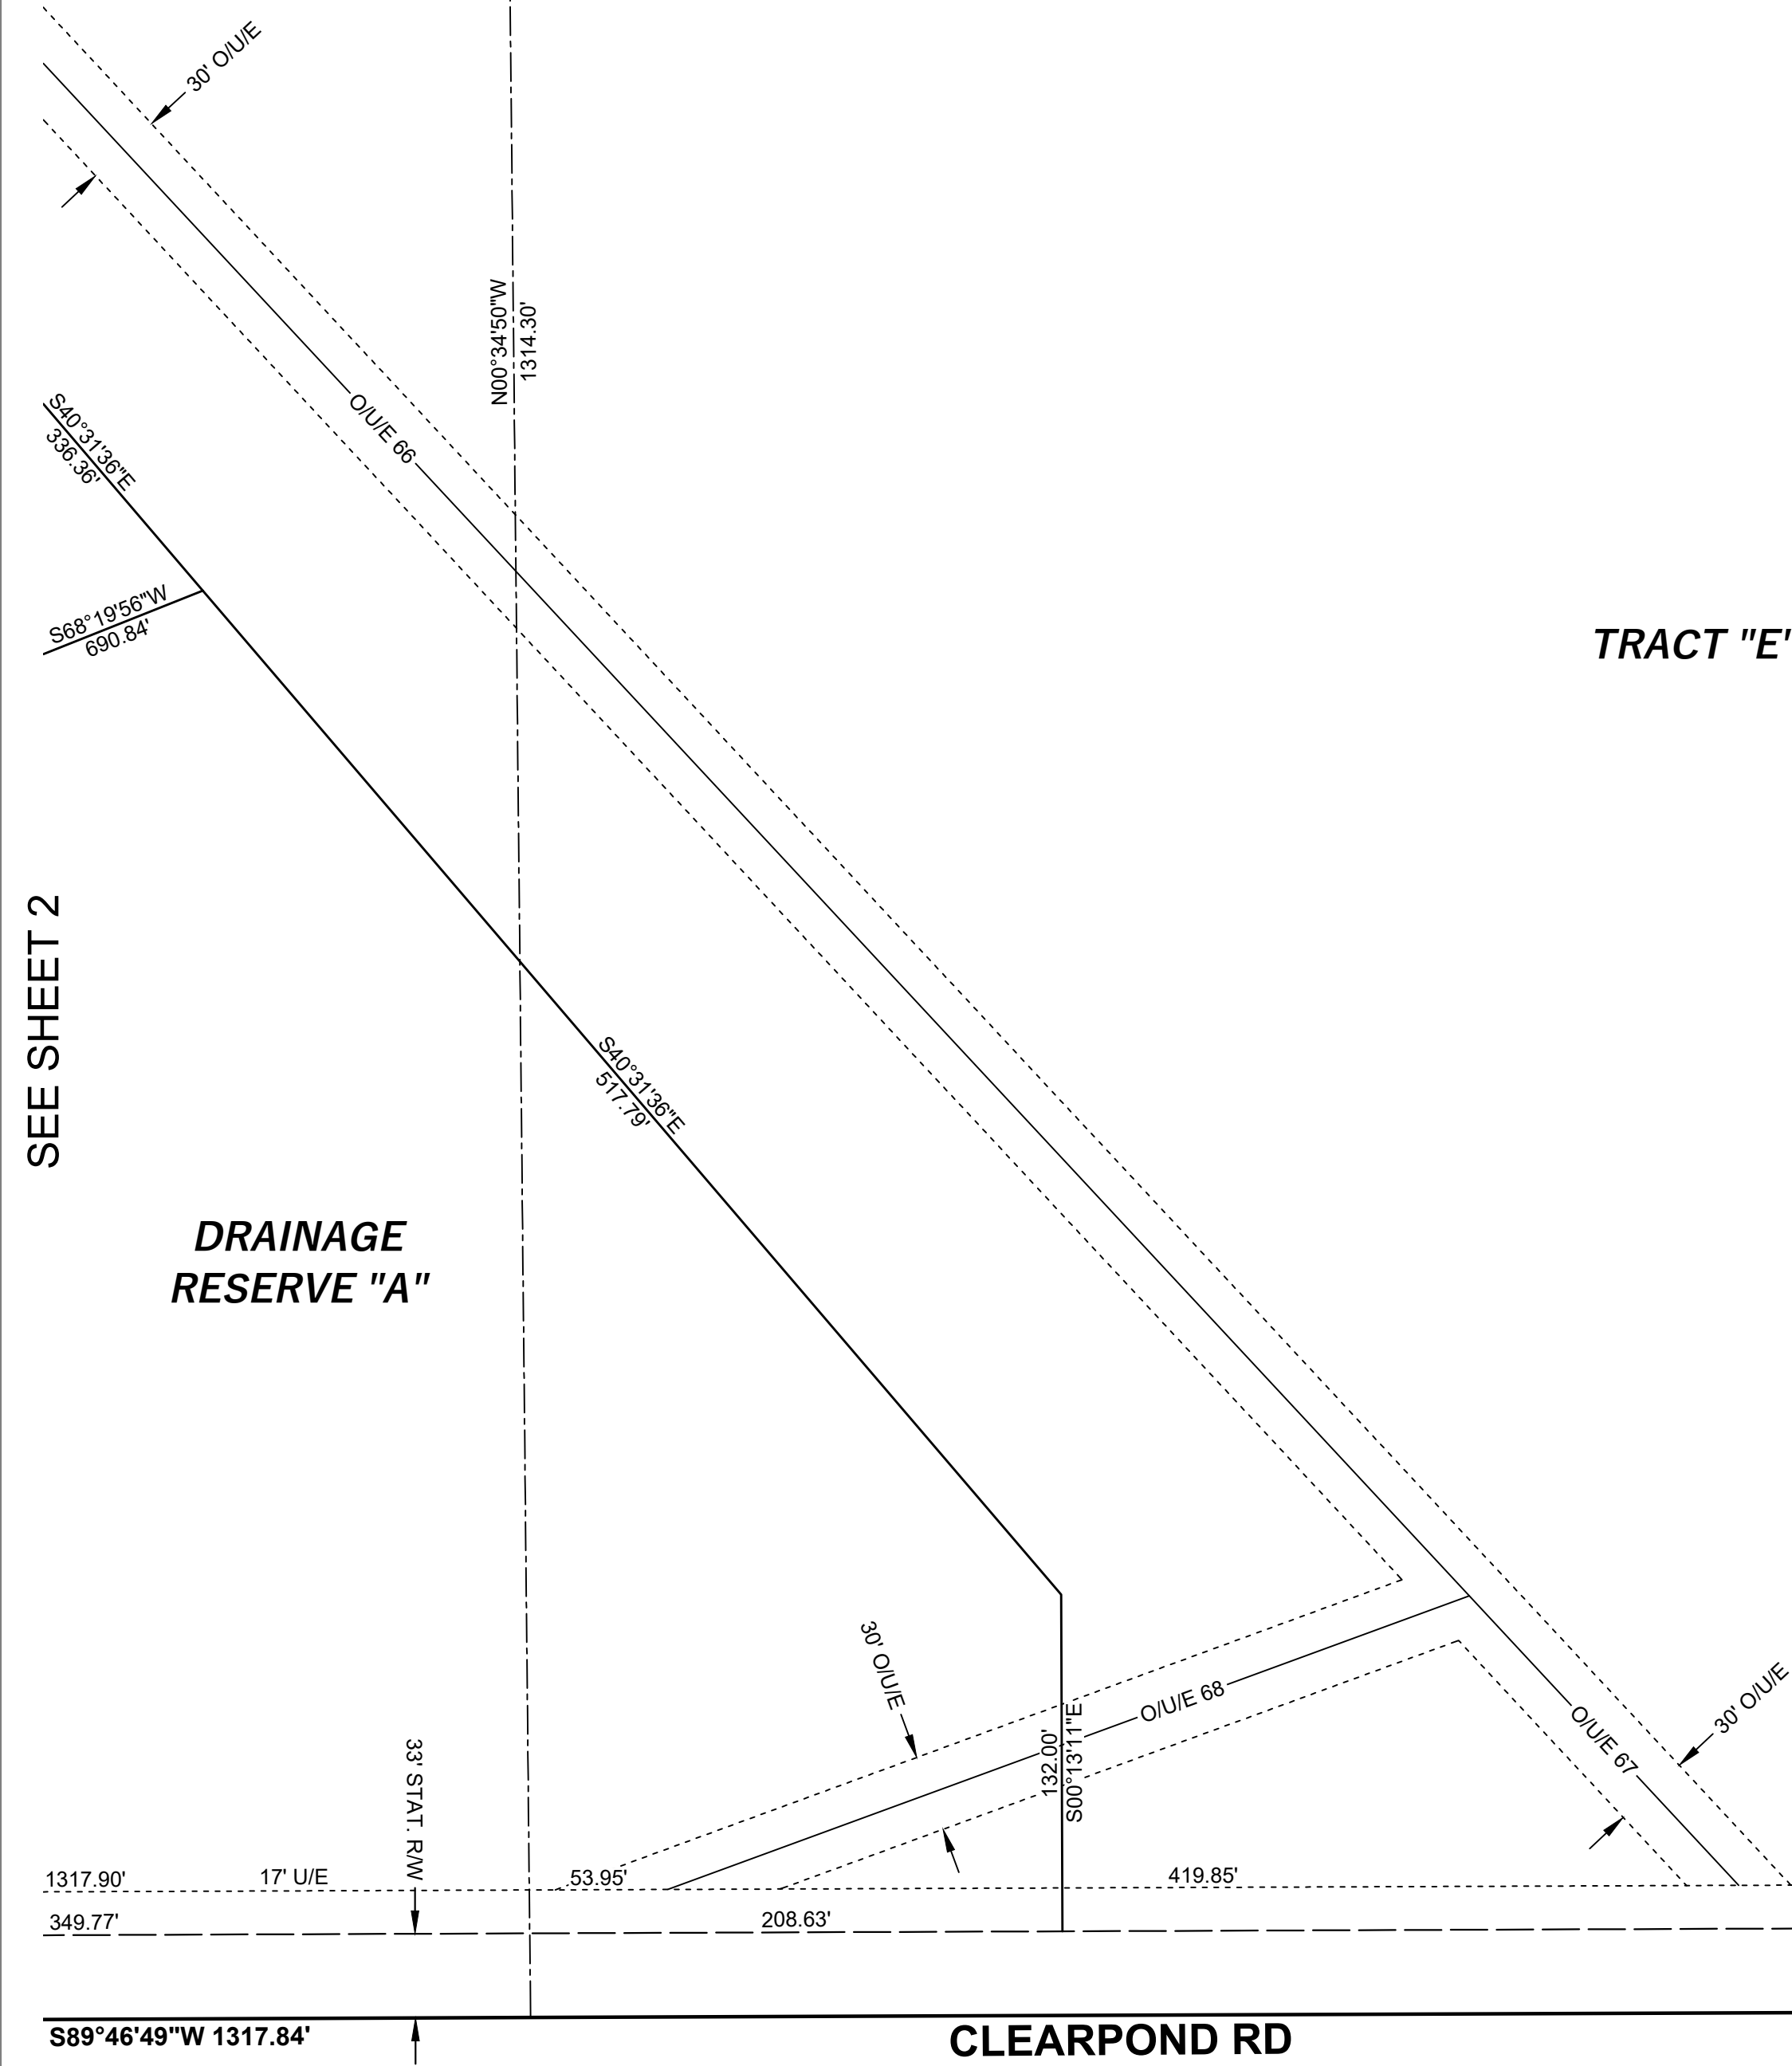 30' O/U/E
N00°34'50"W
1314.30'
O/U/E 66
S40°31'36"E
336.36'
S68°19'56"W
690.84'
TRACT "E"
SEE SHEET 2
S40°31'36"E
517.79'
DRAINAGE
RESERVE "A"
30' O/U/E
O/U/E 68
132.00'
S00°13'11"E
O/U/E 67
30' O/U/E
33' STAT. R/W
1317.90'
17' U/E
53.95'
419.85'
349.77'
208.63'
S89°46'49"W 1317.84'
CLEARPOND RD